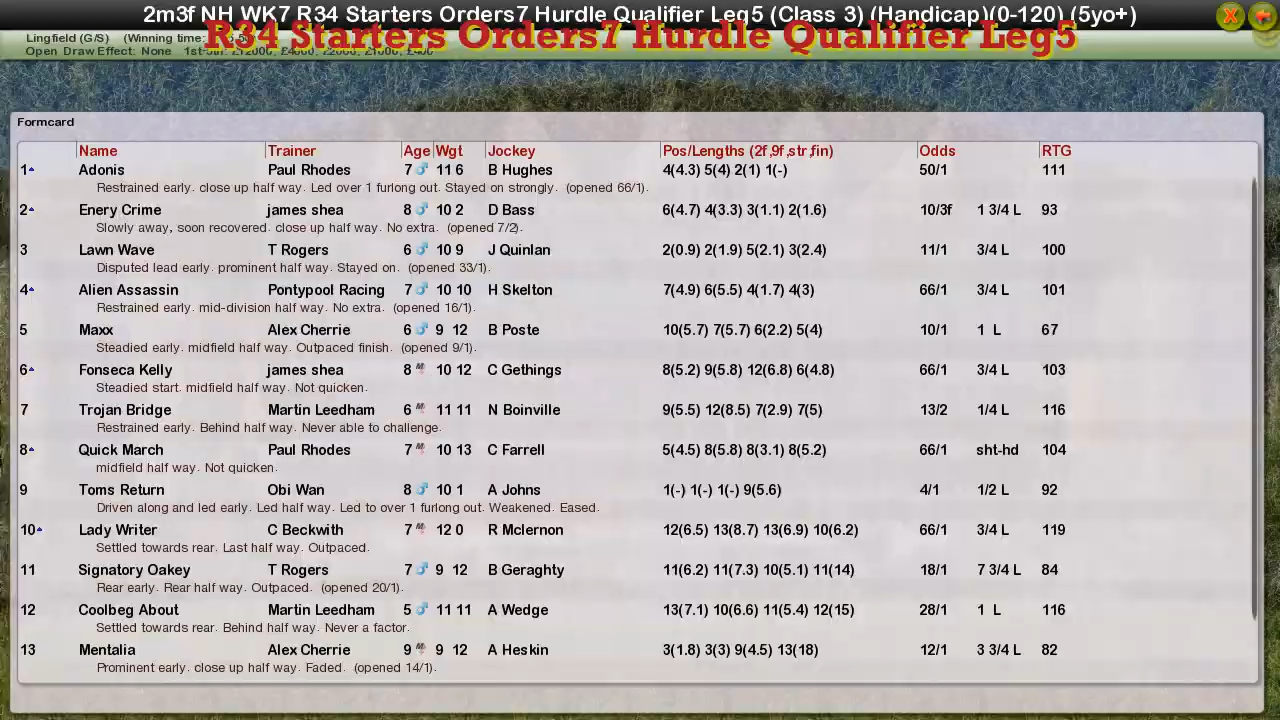 2m3f NH WK7 R34 Starters Orders7 Hurdle Qualifier Leg5 (Class 3) (Handicap)(0-120) (5yo+)
R34 Starters Orders7 Hurdle Qualifier Leg5
Lingfield (G/S) (Winning time:
Open Draw Effect: None
Formcard
Name Trainer Age Wgt Jockey Pos/Lengths (2f,9f,str,fin) Odds RTG
1 Adonis Paul Rhodes 7 11 6 B Hughes 4(4.3) 5(4) 2(1) 1(-) 50/1 111
Restrained early. close up half way. Led over 1 furlong out. Stayed on strongly. (opened 66/1).
2 Enery Crime james shea 8 10 2 D Bass 6(4.7) 4(3.3) 3(1.1) 2(1.6) 10/3f 1 3/4 L 93
Slowly away, soon recovered. close up half way. No extra. (opened 7/2).
3 Lawn Wave T Rogers 6 10 9 J Quinlan 2(0.9) 2(1.9) 5(2.1) 3(2.4) 11/1 3/4 L 100
Disputed lead early. prominent half way. Stayed on. (opened 33/1).
4 Alien Assassin Pontypool Racing 7 10 10 H Skelton 7(4.9) 6(5.5) 4(1.7) 4(3) 66/1 3/4 L 101
Restrained early. mid-division half way. No extra. (opened 16/1).
5 Maxx Alex Cherrie 6 9 12 B Poste 10(5.7) 7(5.7) 6(2.2) 5(4) 10/1 1 L 67
Steadied early. midfield half way. Outpaced finish. (opened 9/1).
6 Fonseca Kelly james shea 8 10 12 C Gethings 8(5.2) 9(5.8) 12(6.8) 6(4.8) 66/1 3/4 L 103
Steadied start. midfield half way. Not quicken.
7 Trojan Bridge Martin Leedham 6 11 11 N Boinville 9(5.5) 12(8.5) 7(2.9) 7(5) 13/2 1/4 L 116
Restrained early. Behind half way. Never able to challenge.
8 Quick March Paul Rhodes 7 10 13 C Farrell 5(4.5) 8(5.8) 8(3.1) 8(5.2) 66/1 sht-hd 104
midfield half way. Not quicken.
9 Toms Return Obi Wan 8 10 1 A Johns 1(-) 1(-) 1(-) 9(5.6) 4/1 1/2 L 92
Driven along and led early. Led half way. Led to over 1 furlong out. Weakened. Eased.
10 Lady Writer C Beckwith 7 12 0 R Mclernon 12(6.5) 13(8.7) 13(6.9) 10(6.2) 66/1 3/4 L 119
Settled towards rear. Last half way. Outpaced.
11 Signatory Oakey T Rogers 7 9 12 B Geraghty 11(6.2) 11(7.3) 10(5.1) 11(14) 18/1 7 3/4 L 84
Rear early. Rear half way. Outpaced. (opened 20/1).
12 Coolbeg About Martin Leedham 5 11 11 A Wedge 13(7.1) 10(6.6) 11(5.4) 12(15) 28/1 1 L 116
Settled towards rear. Behind half way. Never a factor.
13 Mentalia Alex Cherrie 9 9 12 A Heskin 3(1.8) 3(3) 9(4.5) 13(18) 12/1 3 3/4 L 82
Prominent early. close up half way. Faded. (opened 14/1).